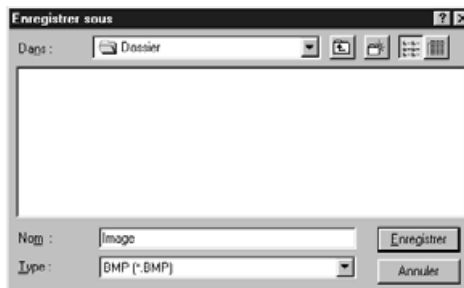 Enregistrer sous
Dans : Dossier
Nom : Image
Enregistrer
Type : BMP (*.BMP)
Annuler